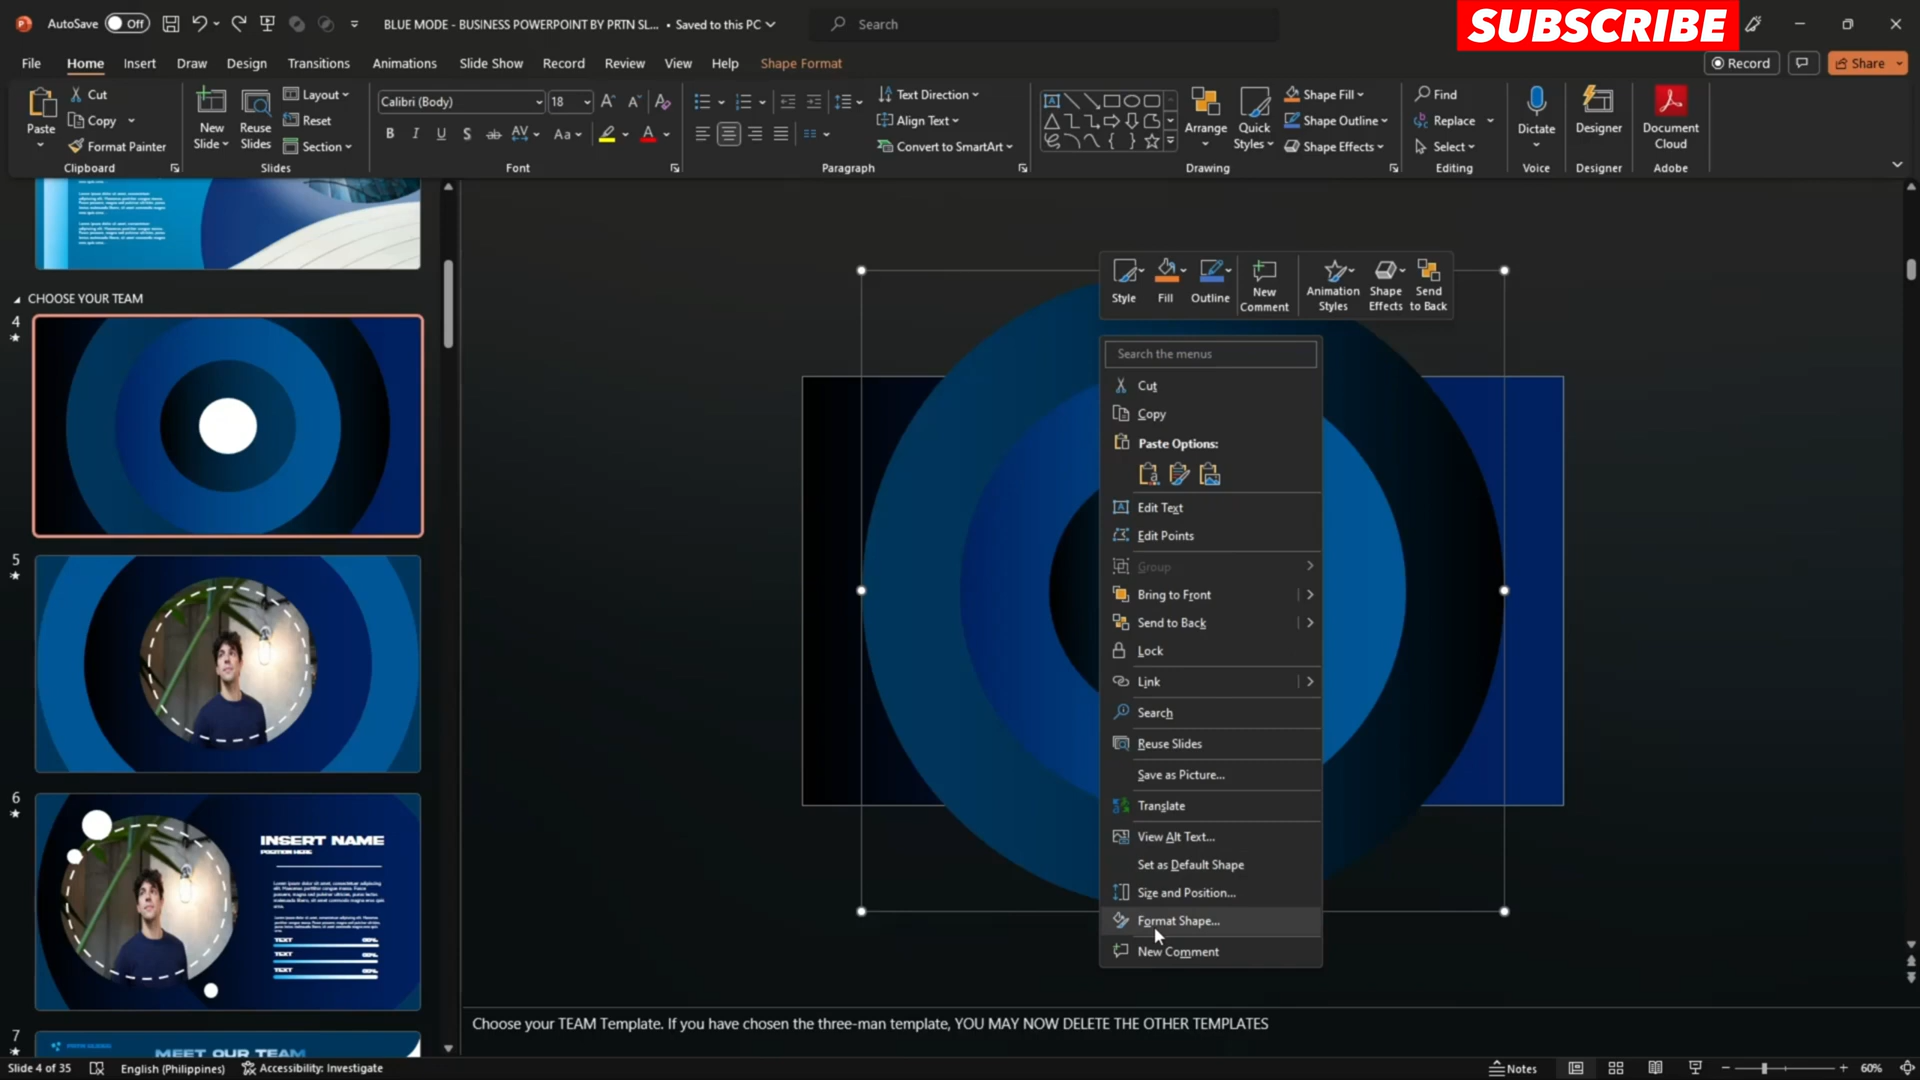 AutoSave Off
BLUE MODE - BUSINESS POWERPOINT BY PRTN SL... • Saved to this PC
Search
SUBSCRIBE
File Home Insert Draw Design Transitions Animations Slide Show Record Review View Help Shape Format
Record
Share
Paste
Cut
Copy
Format Painter
Clipboard
New Slide
Reuse Slides
Layout
Reset
Section
Slides
Calibri (Body) 18
B I U S ab AV Aa A
Font
Text Direction
Align Text
Convert to SmartArt
Paragraph
Arrange
Quick Styles
Shape Fill
Shape Outline
Shape Effects
Drawing
Find
Replace
Select
Editing
Dictate
Voice
Designer
Designer
Document Cloud
Adobe
CHOOSE YOUR TEAM
4
5
6
INSERT NAME
POSITION HERE
TEXT
TEXT
TEXT
7
MEET OUR TEAM
Style
Fill
Outline
New Comment
Animation Styles
Shape Effects
Send to Back
Search the menus
Cut
Copy
Paste Options:
Edit Text
Edit Points
Group
Bring to Front
Send to Back
Lock
Link
Search
Reuse Slides
Save as Picture...
Translate
View Alt Text...
Set as Default Shape
Size and Position...
Format Shape...
New Comment
Choose your TEAM Template. If you have chosen the three-man template, YOU MAY NOW DELETE THE OTHER TEMPLATES
Slide 4 of 35
English (Philippines)
Accessibility: Investigate
Notes
60%